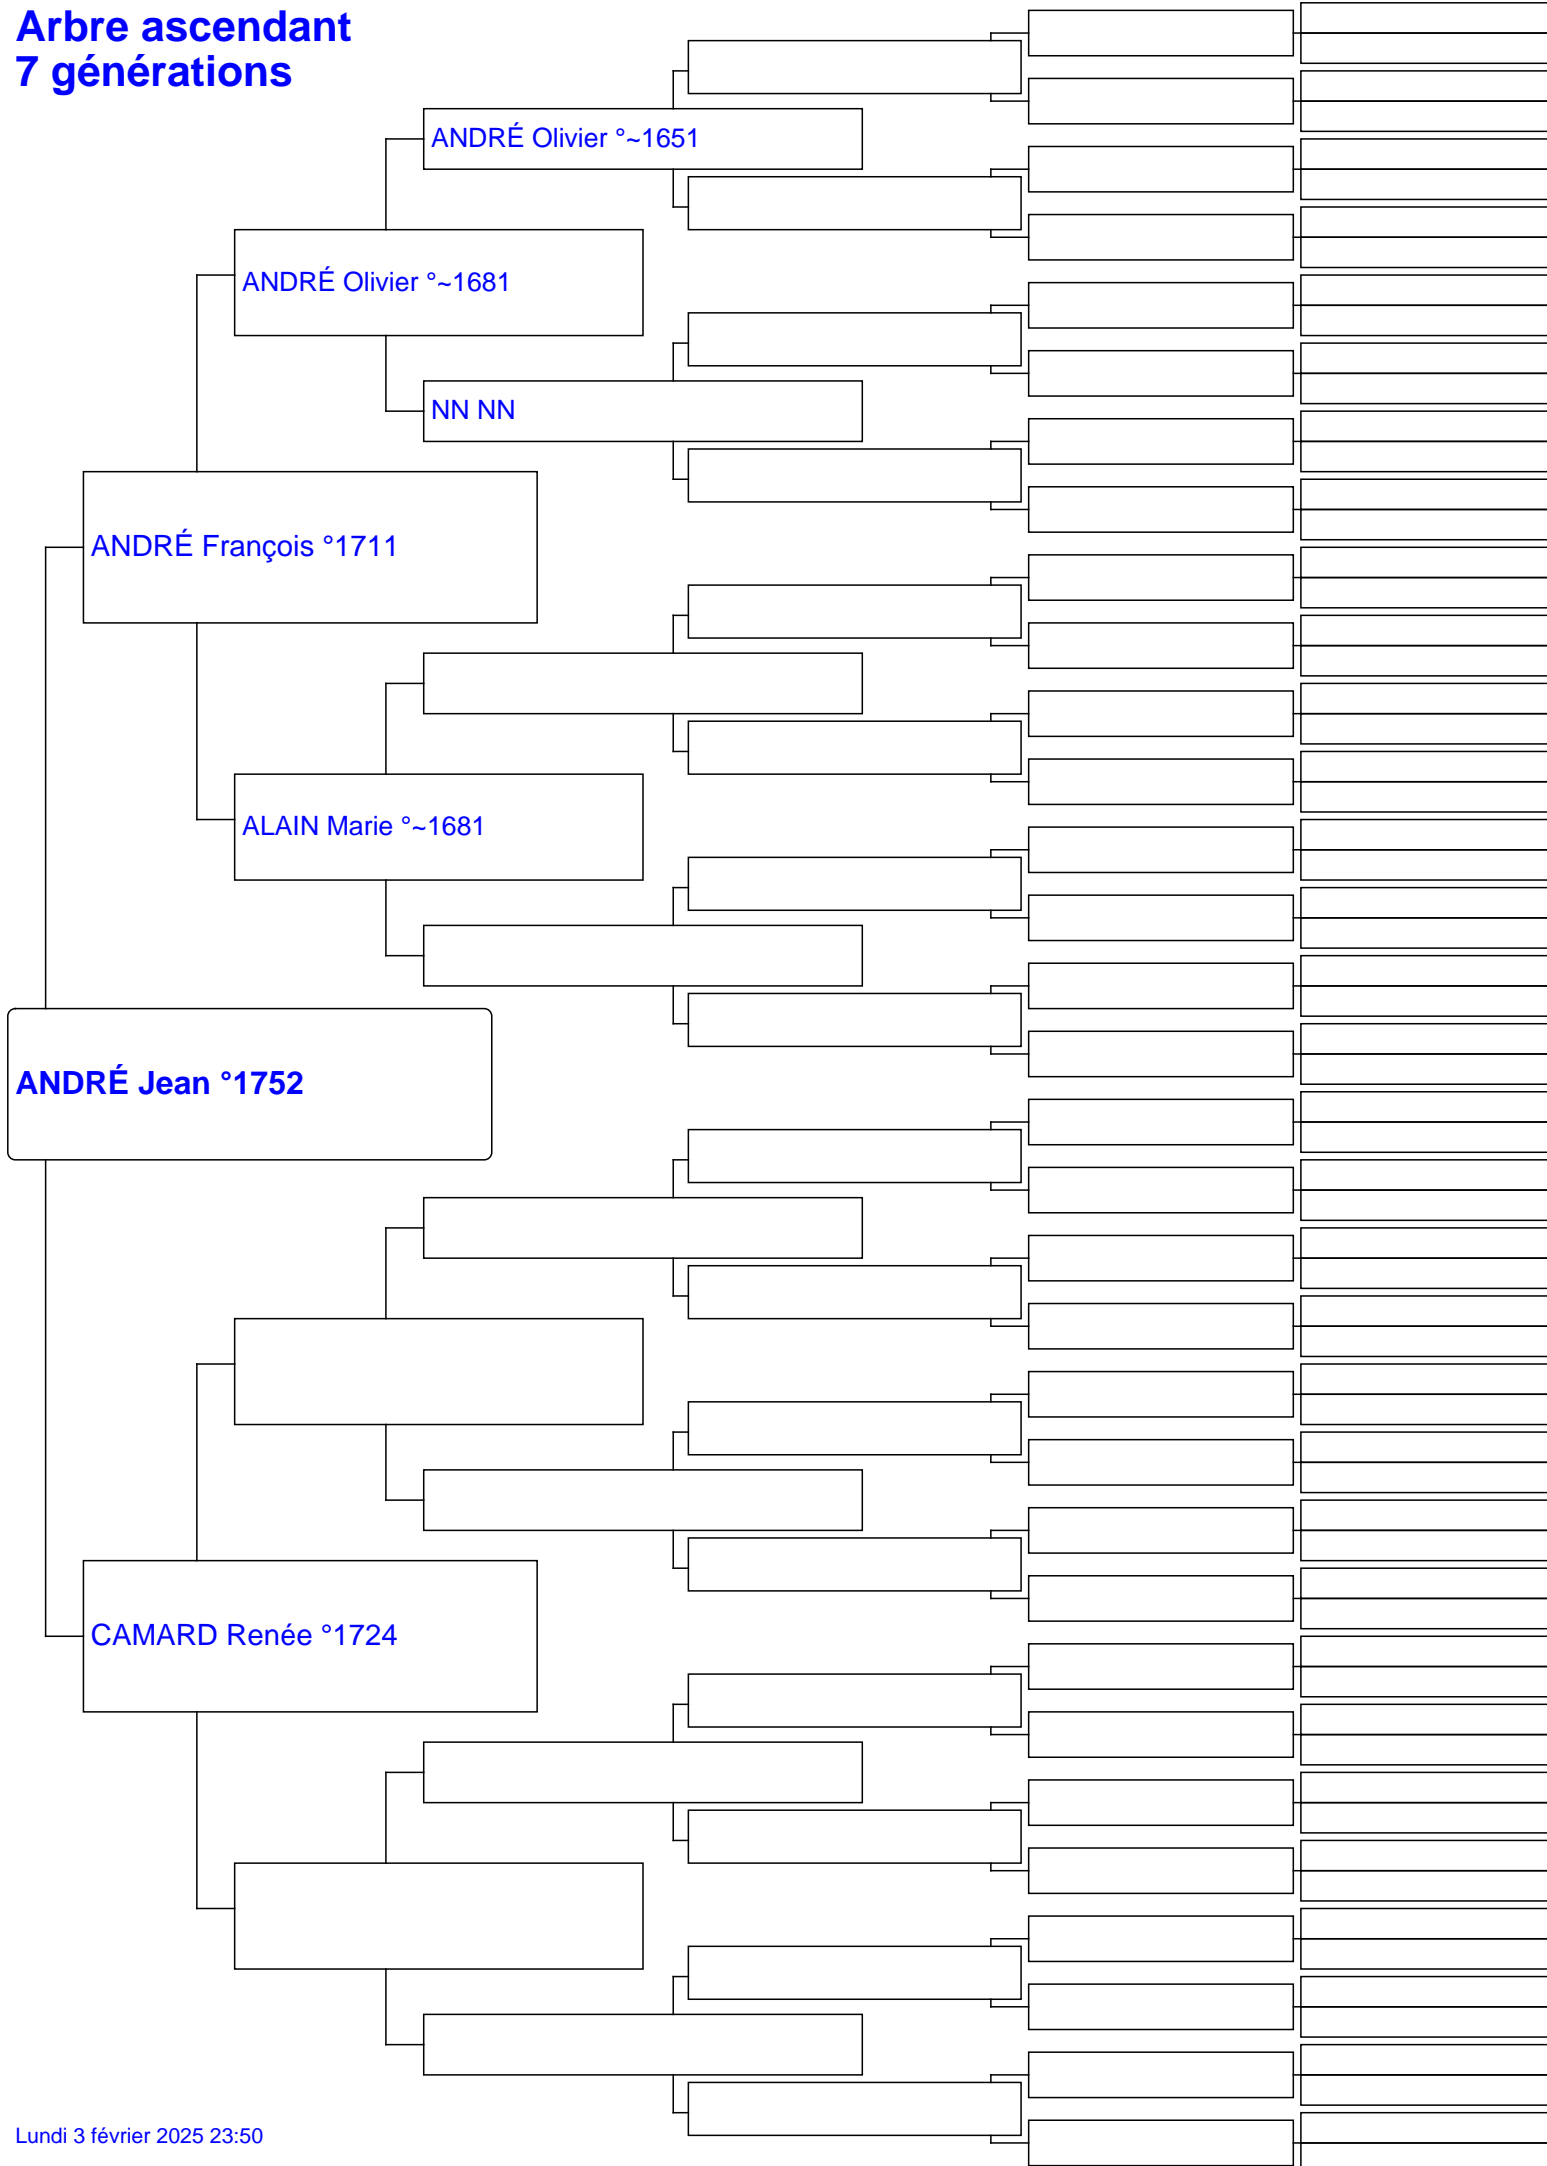 Arbre ascendant
7 générations
ANDRÉ Olivier °~1651
ANDRÉ Olivier °~1681
NN NN
ANDRÉ François °1711
ALAIN Marie °~1681
ANDRÉ Jean °1752
CAMARD Renée °1724
Lundi 3 février 2025 23:50